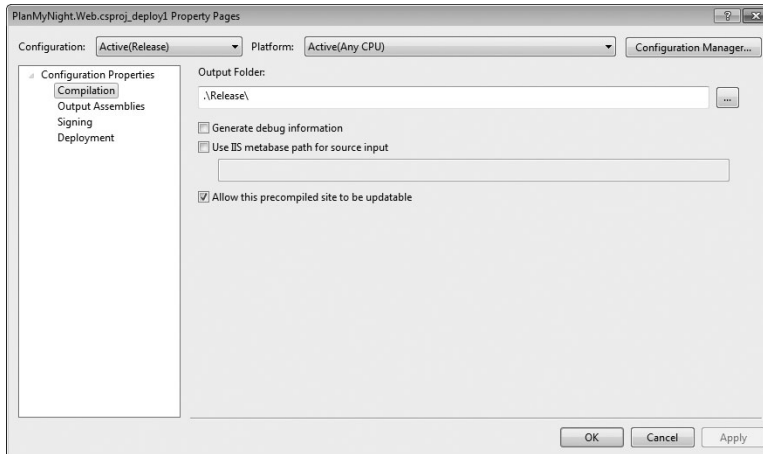 PlanMyNight.Web.csproj_deploy1 Property Pages
Configuration: Active(Release) Platform: Active(Any CPU) Configuration Manager...
Configuration Properties
Compilation
Output Assemblies
Signing
Deployment
Output Folder:
.\Release\
...
Generate debug information
Use IIS metabase path for source input
Allow this precompiled site to be updatable
OK Cancel Apply